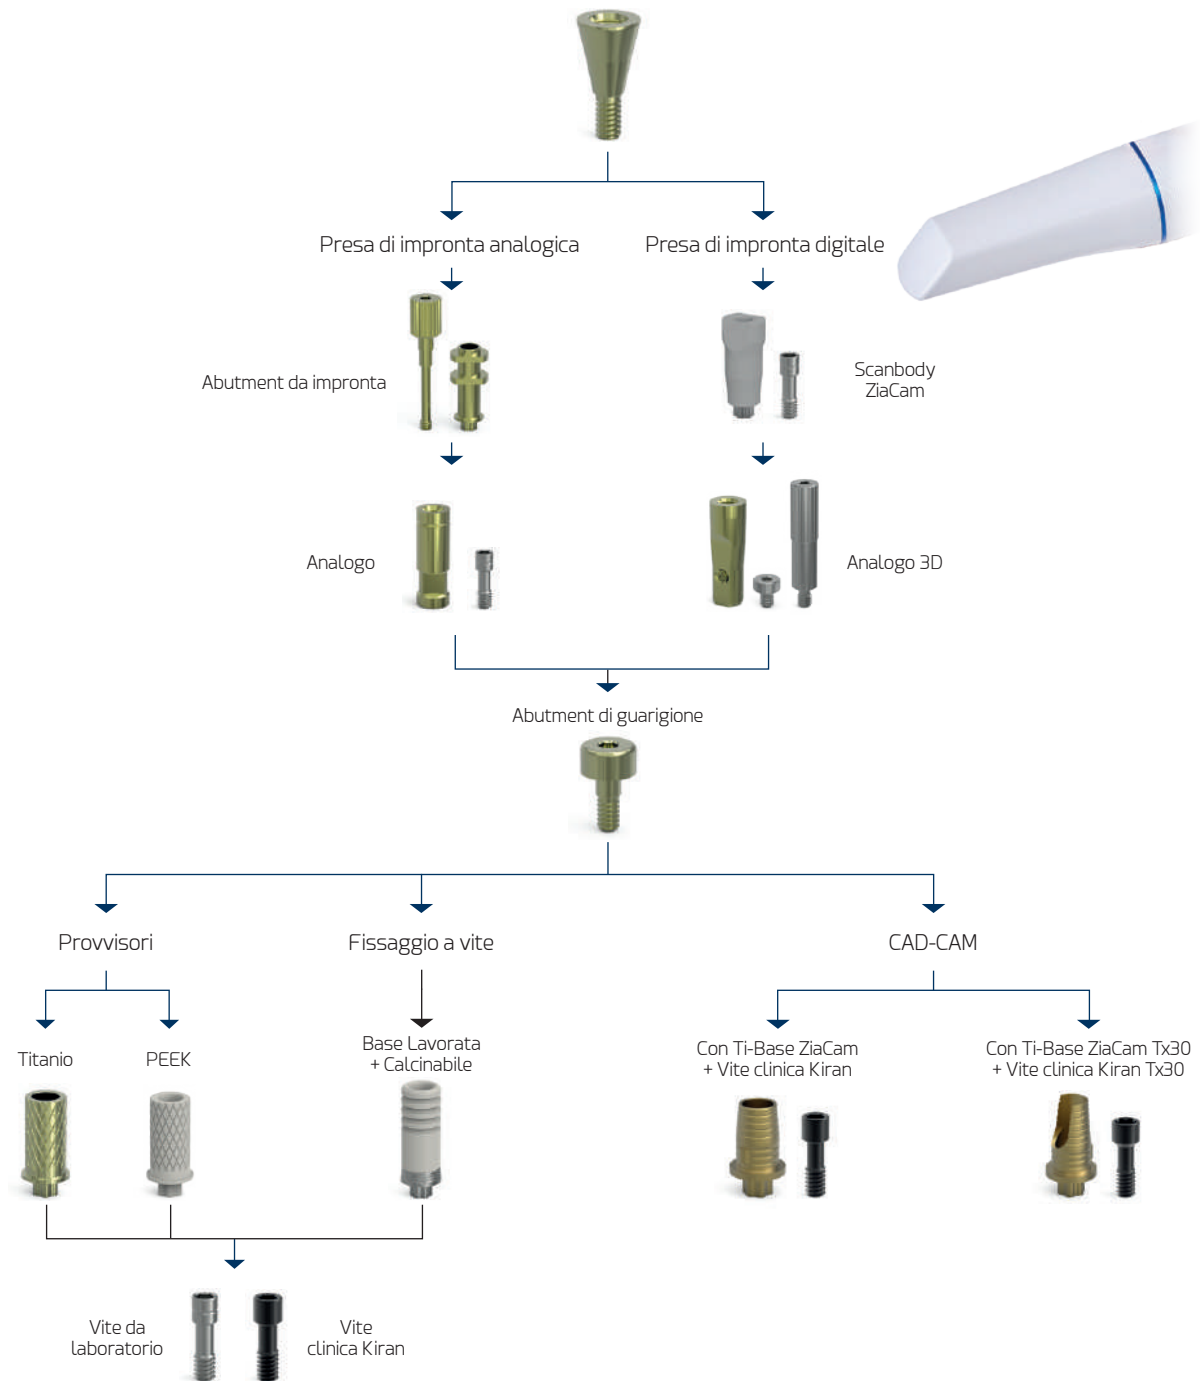 Presa di impronta analogica
Presa di impronta digitale
Abutment da impronta
Scanbody
ZiaCam
Analogo
Analogo 3D
Abutment di guarigione
Provvisori
Fissaggio a vite
CAD-CAM
Titanio
PEEK
Base Lavorata
+ Calcinabile
Con Ti-Base ZiaCam
+ Vite clinica Kiran
Con Ti-Base ZiaCam Tx30
+ Vite clinica Kiran Tx30
Vite da
laboratorio
Vite
clinica Kiran